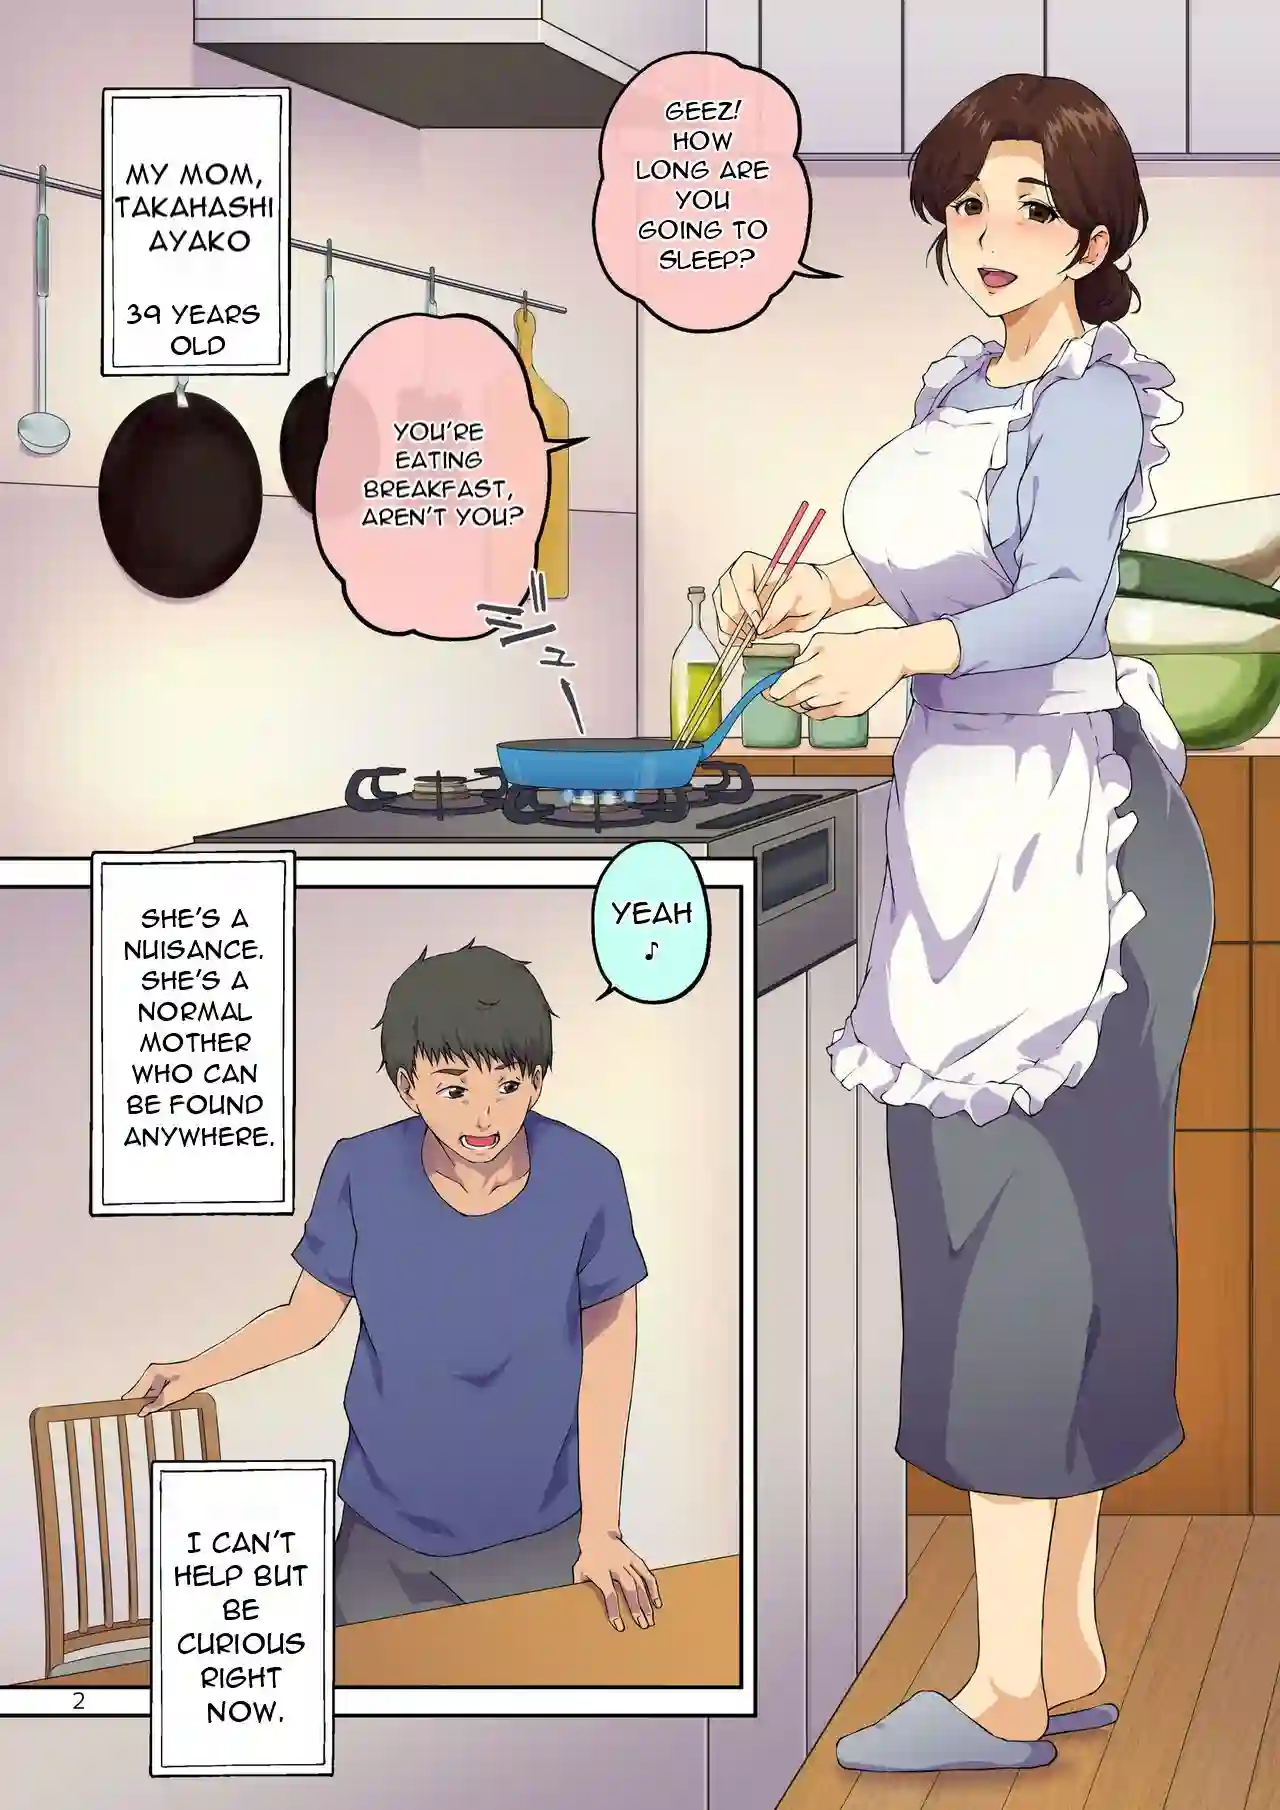 GEEZ!
HOW
LONG ARE
YOU
GOING TO
SLEEP?
MY MOM,
TAKAHASHI
AYAKO
39 YEARS
OLD
YOU'RE
EATING
BREAKFAST,
AREN'T YOU?
YEAH
♪
SHE'S A
NUISANCE.
SHE'S A
NORMAL
MOTHER
WHO CAN
BE FOUND
ANYWHERE.
I CAN'T
HELP BUT
BE
CURIOUS
RIGHT
NOW.
2